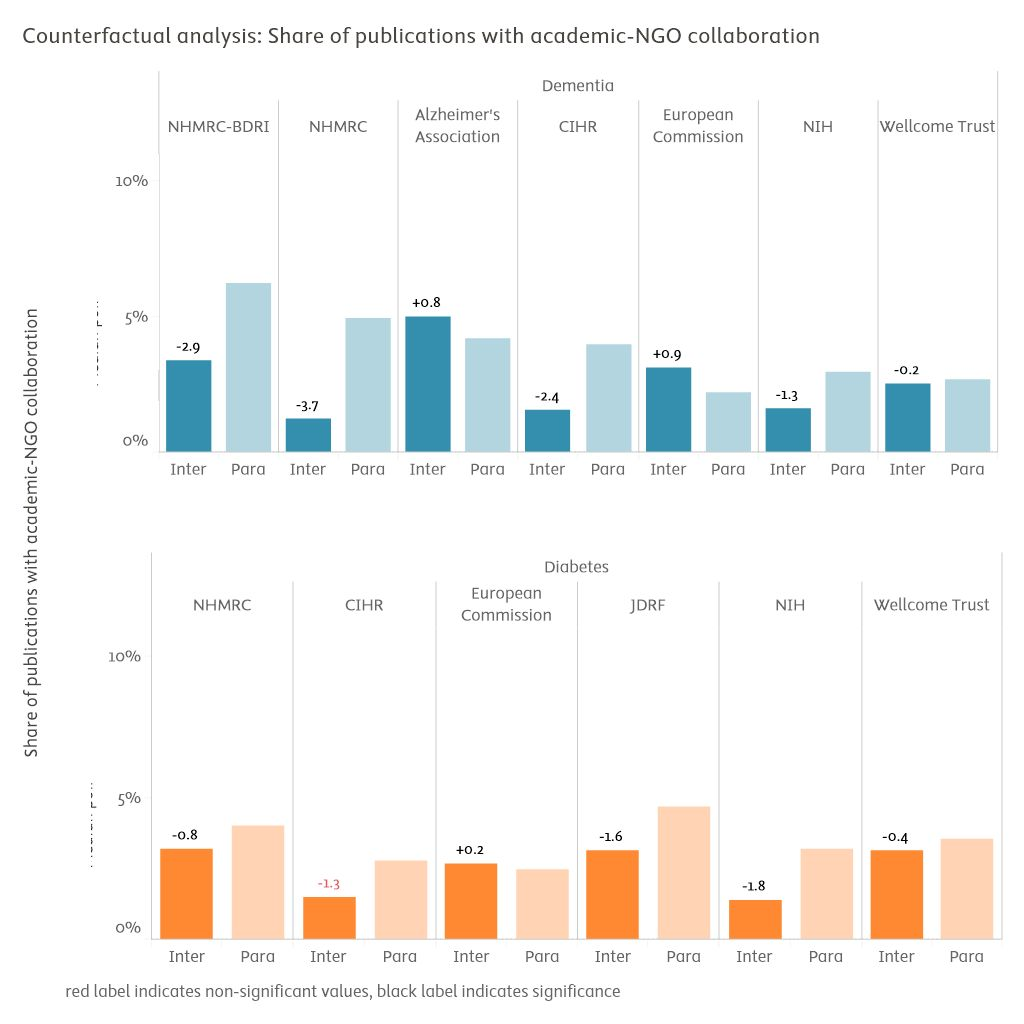 Counterfactual analysis: Share of publications with academic-NGO collaboration
Dementia
NHMRC-BDRI
NHMRC
Alzheimer's
Association
CIHR
European
Commission
NIH
Wellcome Trust
10%
5%
0%
-2.9
-3.7
+0.8
-2.4
+0.9
-1.3
-0.2
Inter Para Inter Para Inter Para Inter Para Inter Para Inter Para Inter Para
Share of publications with academic-NGO collaboration
Diabetes
NHMRC
CIHR
European
Commission
JDRF
NIH
Wellcome Trust
10%
5%
0%
-0.8
-1.3
+0.2
-1.6
-1.8
-0.4
Inter Para Inter Para Inter Para Inter Para Inter Para Inter Para
red label indicates non-significant values, black label indicates significance